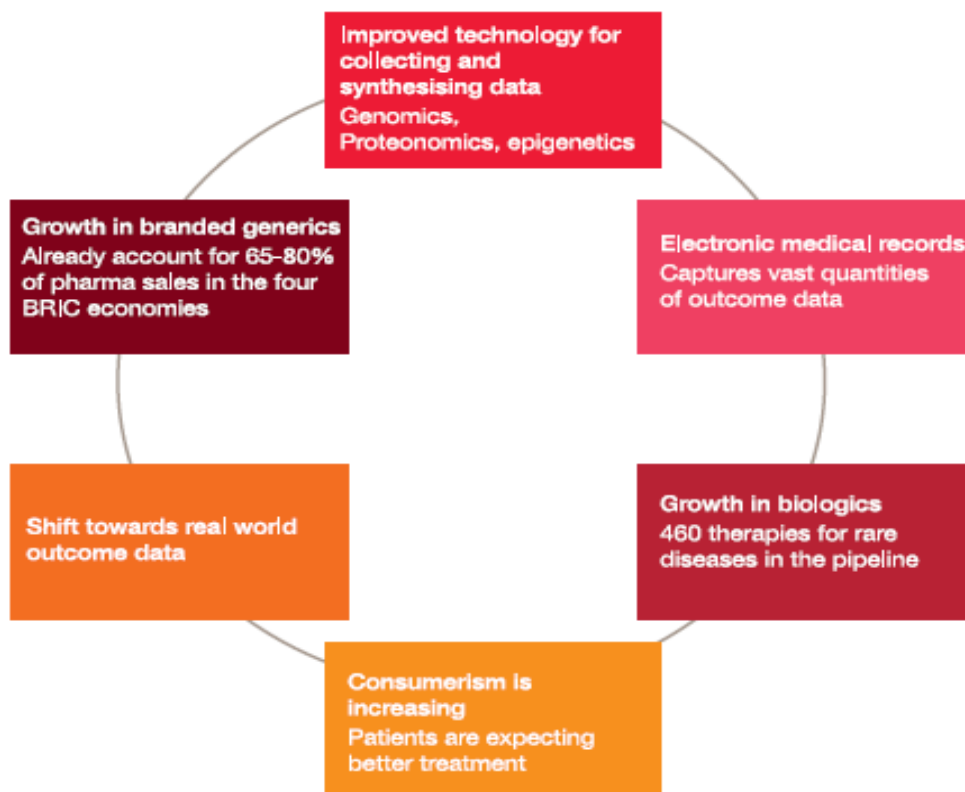 Improved technology for
collecting and
synthesising data
Genomics,
Proteonomics, epigenetics
Growth in branded generics
Already account for 65–80%
of pharma sales in the four
BRIC economies
Electronic medical records
Captures vast quantities
of outcome data
Shift towards real world
outcome data
Growth in biologics
460 therapies for rare
diseases in the pipeline
Consumerism is
increasing
Patients are expecting
better treatment